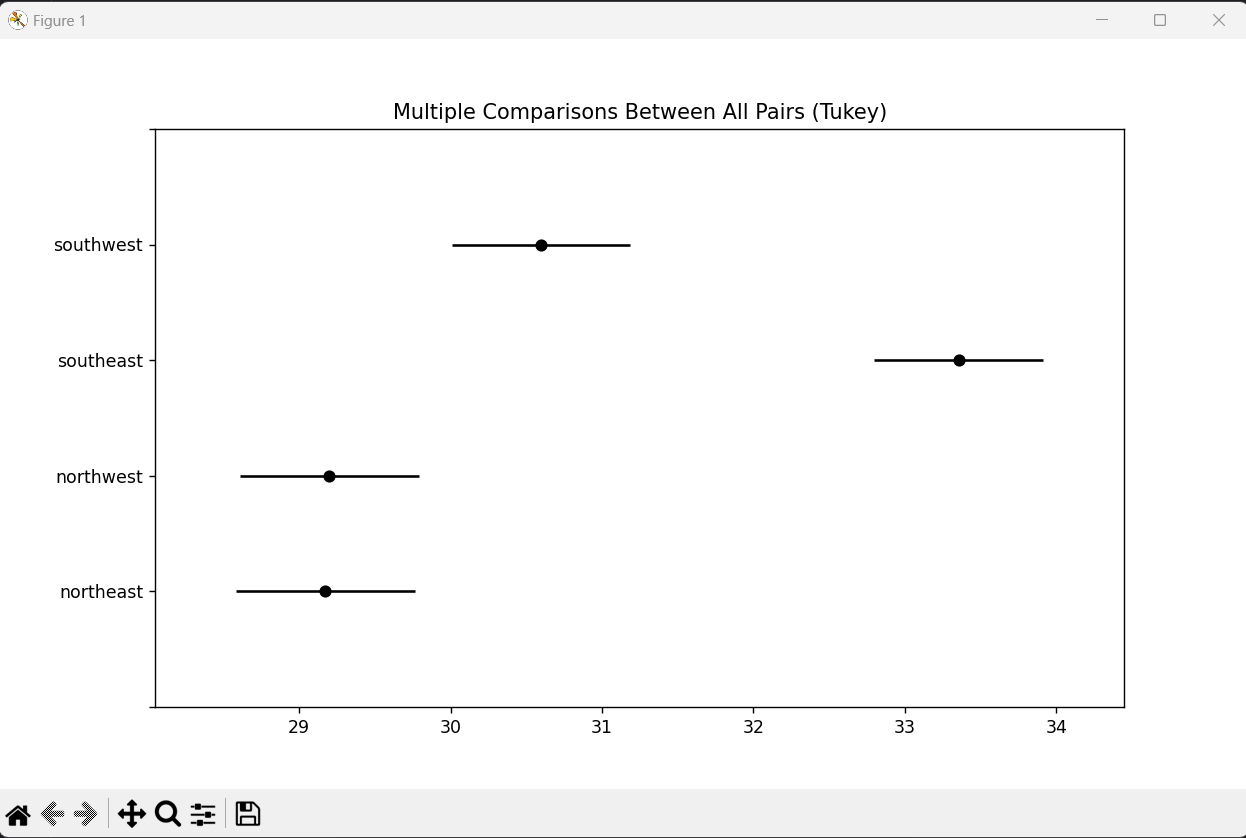 Figure 1
Multiple Comparisons Between All Pairs (Tukey)
southwest
southeast
northwest
northeast
29 30 31 32 33 34